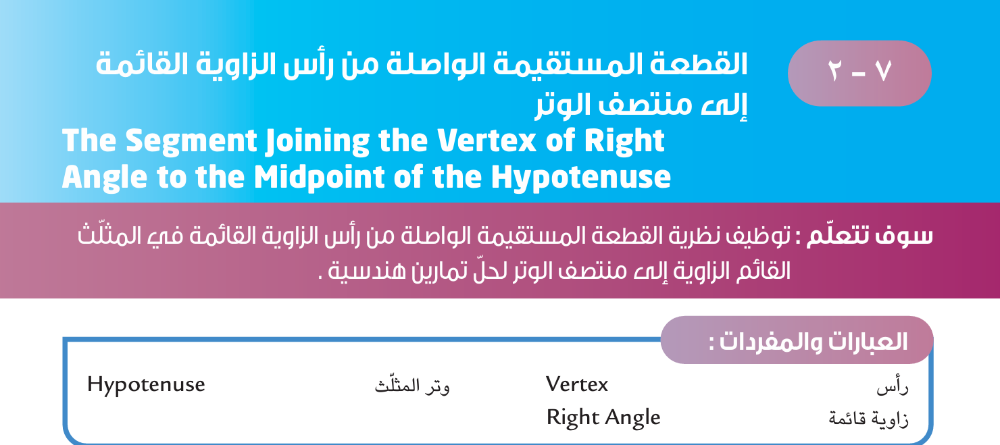 ٧ - ٢
القطعة المستقيمة الواصلة من رأس الزاوية القائمة
إلى منتصف الوتر
The Segment Joining the Vertex of Right
Angle to the Midpoint of the Hypotenuse
سوف تتعلّم : توظيف نظرية القطعة المستقيمة الواصلة من رأس الزاوية القائمة في المثلّث
القائم الزاوية إلى منتصف الوتر لحلّ تمارين هندسية .
العبارات والمفردات :
رأس Vertex وتر المثلّث Hypotenuse
زاوية قائمة Right Angle